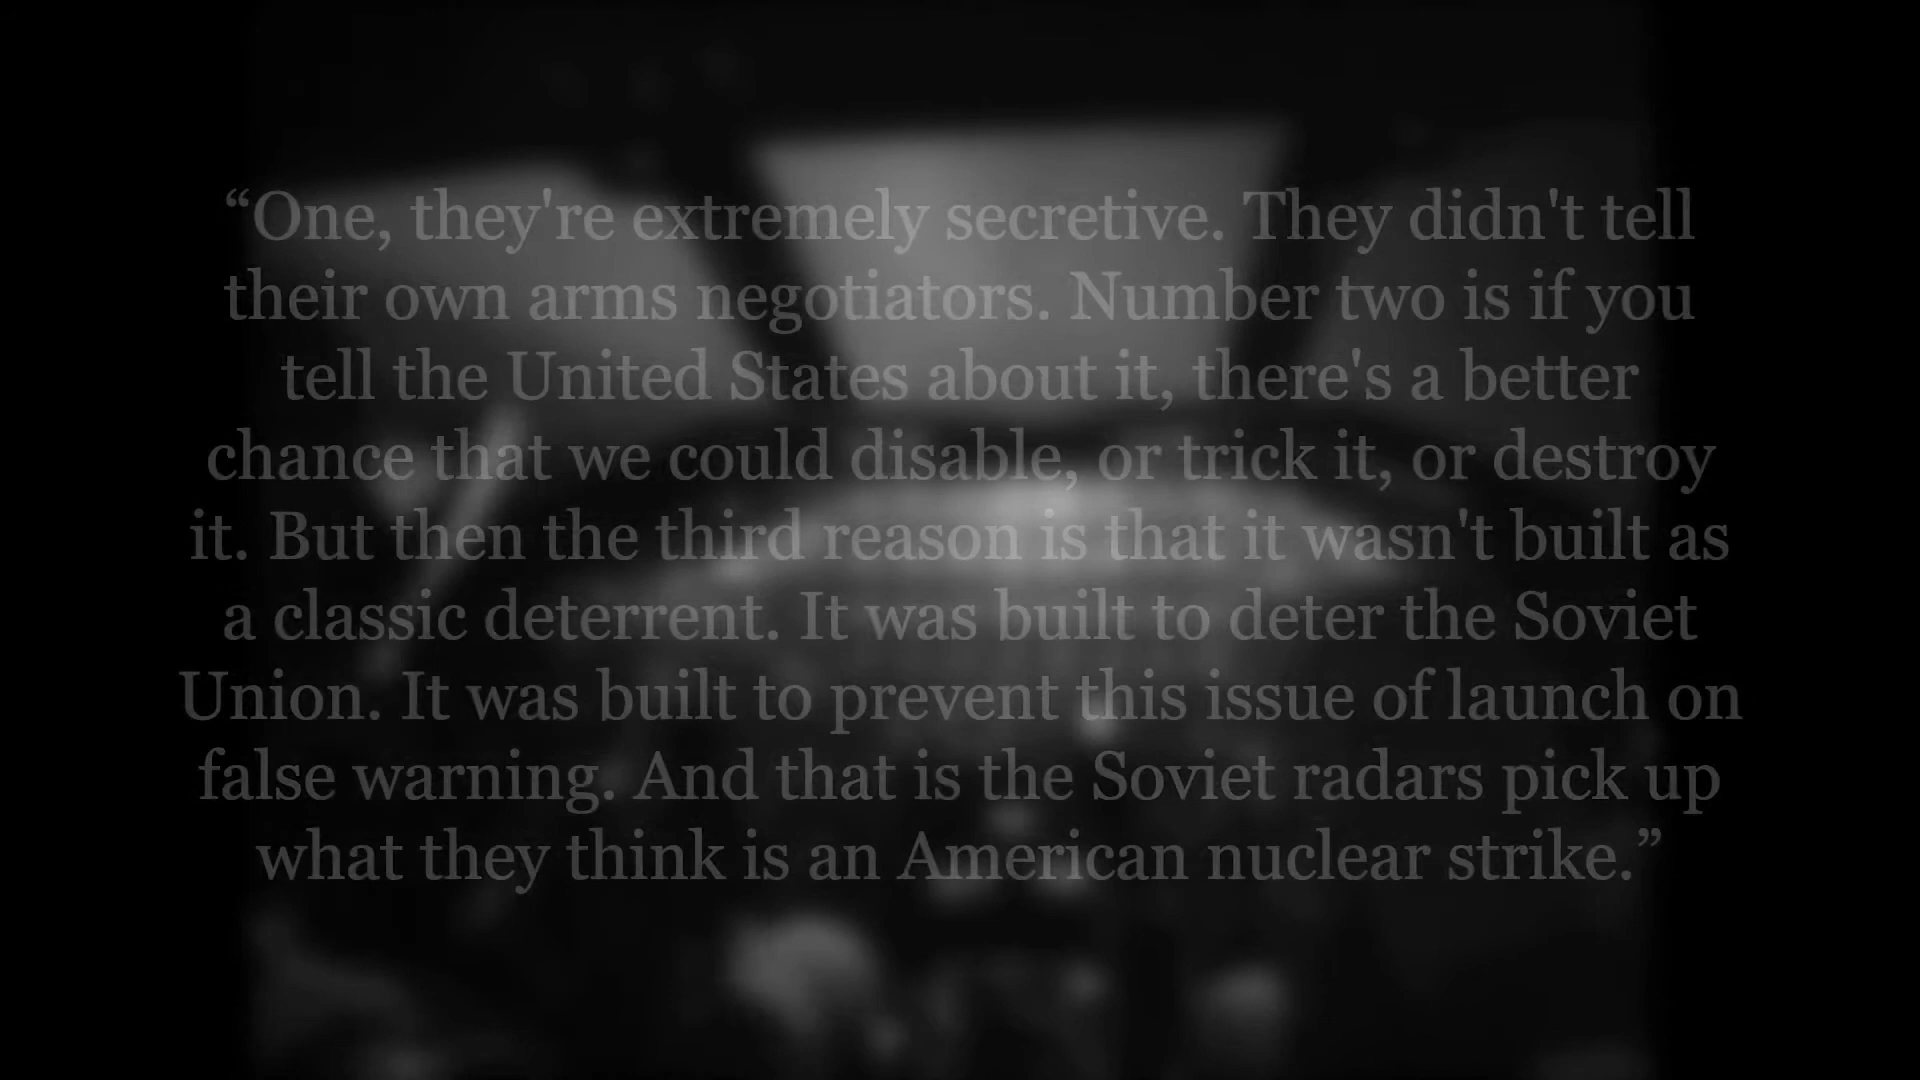 “One, they're extremely secretive. They didn't tell
their own arms negotiators. Number two is if you
tell the United States about it, there's a better
chance that we could disable, or trick it, or destroy
it. But then the third reason is that it wasn't built as
a classic deterrent. It was built to deter the Soviet
Union. It was built to prevent this issue of launch on
false warning. And that is the Soviet radars pick up
what they think is an American nuclear strike.”